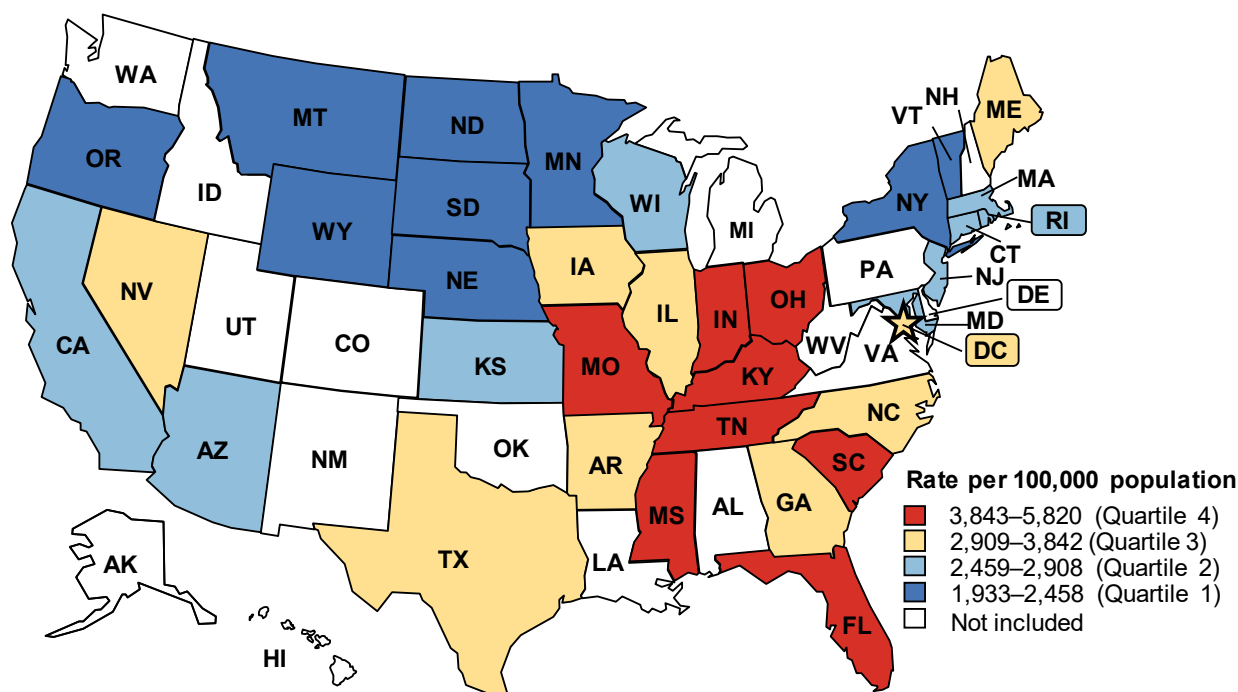 WA
MT
ND
MN
VT
NH
ME
OR
ID
WY
SD
WI
MI
NY
MA
RI
CT
NJ
DE
MD
DC
NE
IA
PA
NV
UT
CO
KS
MO
IL
IN
OH
WV
VA
KY
CA
AZ
NM
OK
AR
TN
NC
SC
MS
AL
GA
TX
LA
FL
AK
HI
Rate per 100,000 population
3,843–5,820 (Quartile 4)
2,909–3,842 (Quartile 3)
2,459–2,908 (Quartile 2)
1,933–2,458 (Quartile 1)
Not included